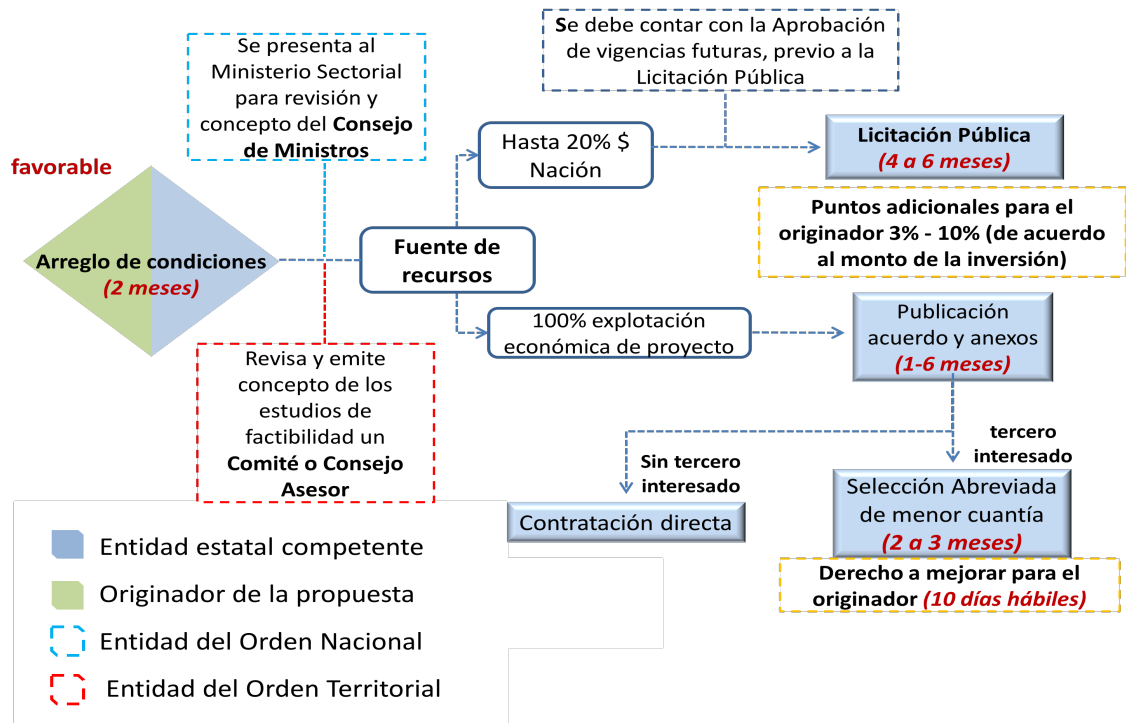 Se presenta al
Ministerio Sectorial
para revisión y
concepto del Consejo
de Ministros
Se debe contar con la Aprobación
de vigencias futuras, previo a la
Licitación Pública
favorable
Hasta 20% $
Nación
Licitación Pública
(4 a 6 meses)
Puntos adicionales para el
originador 3% - 10% (de acuerdo
al monto de la inversión)
Arreglo de condiciones
(2 meses)
Fuente de
recursos
100% explotación
económica de proyecto
Publicación
acuerdo y anexos
(1-6 meses)
Revisa y emite
concepto de los
estudios de
factibilidad un
Comité o Consejo
Asesor
Sin tercero
interesado
tercero
interesado
Contratación directa
Selección Abreviada
de menor cuantía
(2 a 3 meses)
Derecho a mejorar para el
originador (10 días hábiles)
Entidad estatal competente
Originador de la propuesta
Entidad del Orden Nacional
Entidad del Orden Territorial